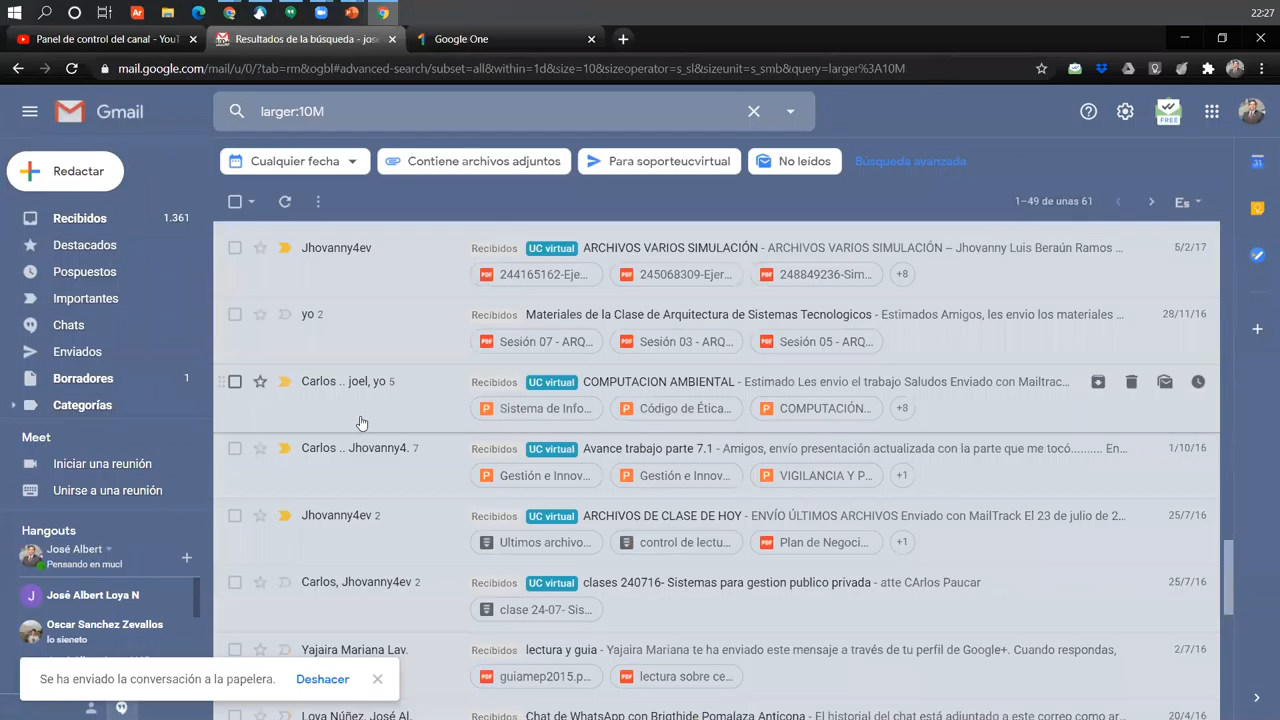 22:27
Panel de control del canal - YouT
Resultados de la búsqueda - jose
Google One
mail.google.com/mail/u/0/?tab=rm&ogbl#advanced-search/subset=all&within=1d&size=10&sizeoperator=s_sl&sizeunit=s_smb&query=larger%3A10M
Gmail
larger:10M
FREE
Redactar
Cualquier fecha
Contiene archivos adjuntos
Para soporteucvirtual
No leídos
Búsqueda avanzada
1–49 de unas 61
Es
Recibidos 1.361
Destacados
Pospuestos
Importantes
Chats
Enviados
Borradores 1
Categorías
Meet
Iniciar una reunión
Unirse a una reunión
Hangouts
José Albert
Pensando en mucl
J José Albert Loya N
Oscar Sanchez Zevallos
lo sieneto
Jhovanny4ev Recibidos UC virtual ARCHIVOS VARIOS SIMULACIÓN - ARCHIVOS VARIOS SIMULACIÓN – Jhovanny Luis Beraún Ramos … 5/2/17
PDF 244165162-Eje... PDF 245068309-Ejer... PDF 248849236-Sim... +8
yo 2 Recibidos Materiales de la Clase de Arquitectura de Sistemas Tecnologicos - Estimados Amigos, les envio los materiales … 28/11/16
PDF Sesión 07 - ARQ... PDF Sesión 03 - ARQ... PDF Sesión 05 - ARQ...
Carlos .. joel, yo 5 Recibidos UC virtual COMPUTACION AMBIENTAL - Estimado Les envio el trabajo Saludos Enviado con Mailtrac...
P Sistema de Info... P Código de Ética... P COMPUTACIÓN... +8
Carlos .. Jhovanny4. 7 Recibidos UC virtual Avance trabajo parte 7.1 - Amigos, envío presentación actualizada con la parte que me tocó.......... En... 1/10/16
P Gestión e Innov... P Gestión e Innov... P VIGILANCIA Y P... +1
Jhovanny4ev 2 Recibidos UC virtual ARCHIVOS DE CLASE DE HOY - ENVÍO ÚLTIMOS ARCHIVOS Enviado con MailTrack El 23 de julio de 2... 25/7/16
Ultimos archivo... control de lectu... PDF Plan de Negoci... +1
Carlos, Jhovanny4ev 2 Recibidos UC virtual clases 240716- Sistemas para gestion publico privada - atte CArlos Paucar 25/7/16
clase 24-07- Sis...
Yajaira Mariana Lav. Recibidos lectura y guia - Yajaira Mariana te ha enviado este mensaje a través de tu perfil de Google+. Cuando respondas, 2/7/16
PDF guiamep2015.p... PDF lectura sobre ce...
Loya Núñez, José Al. Recibidos Chat de WhatsApp con Brigthide Pomalaza Anticona - El historial del chat está adjuntado a este correo como ar... 20/4/16
Se ha enviado la conversación a la papelera. Deshacer